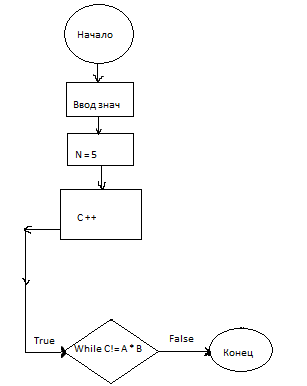 Начало
Ввод знач
N = 5
C ++
True
While C!= A * B
False
Конец